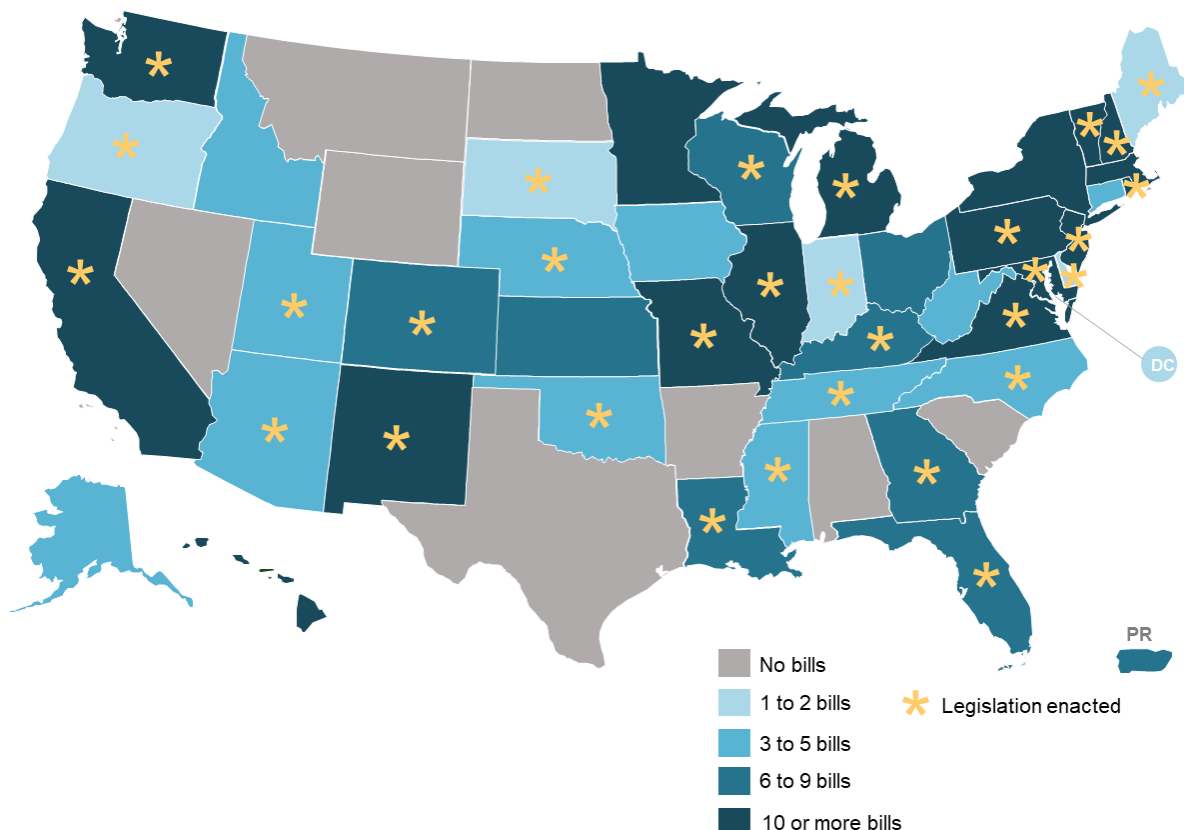 DC
PR
No bills
1 to 2 bills
Legislation enacted
3 to 5 bills
6 to 9 bills
10 or more bills